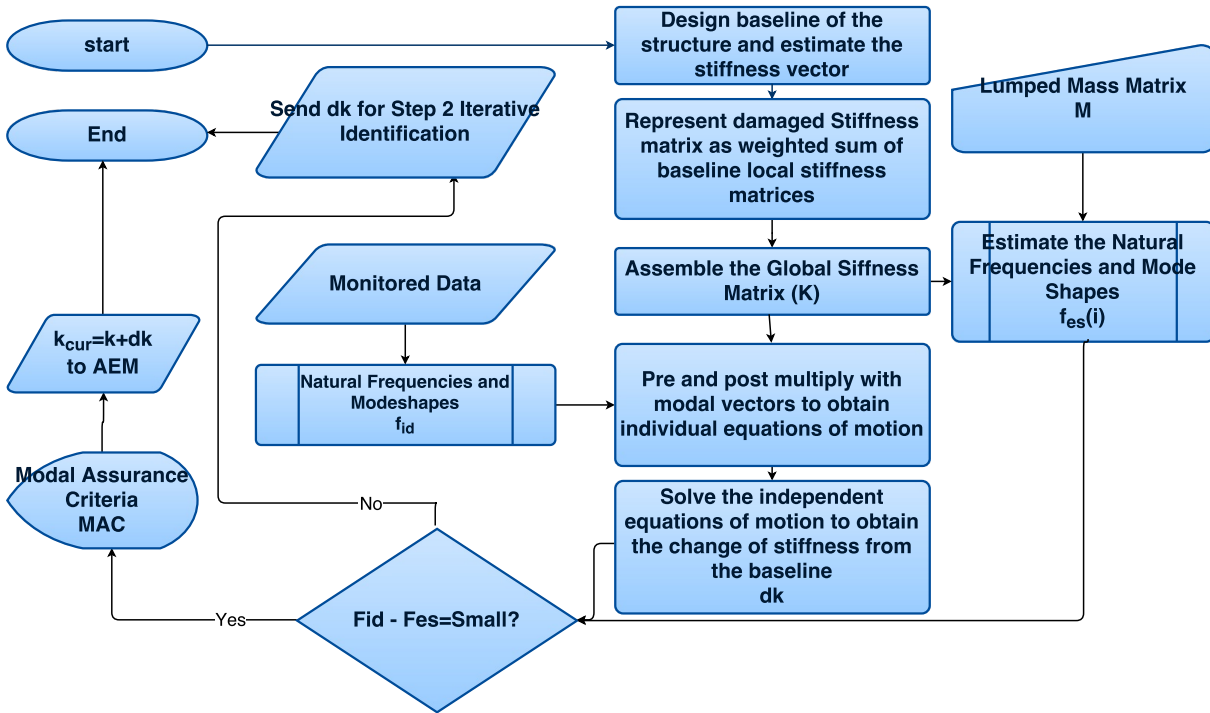 start
Design baseline of the
structure and estimate the
stiffness vector
Lumped Mass Matrix
M
Send dk for Step 2 Iterative
Identification
End
Represent damaged Stiffness
matrix as weighted sum of
baseline local stiffness
matrices
Estimate the Natural
Frequencies and Mode
Shapes
fes(i)
Assemble the Global Siffness
Matrix (K)
Monitored Data
kcur=k+dk
to AEM
Natural Frequencies and
Modeshapes
fid
Pre and post multiply with
modal vectors to obtain
individual equations of motion
Modal Assurance
Criteria
MAC
No
Solve the independent
equations of motion to obtain
the change of stiffness from
the baseline
dk
Yes
Fid - Fes=Small?